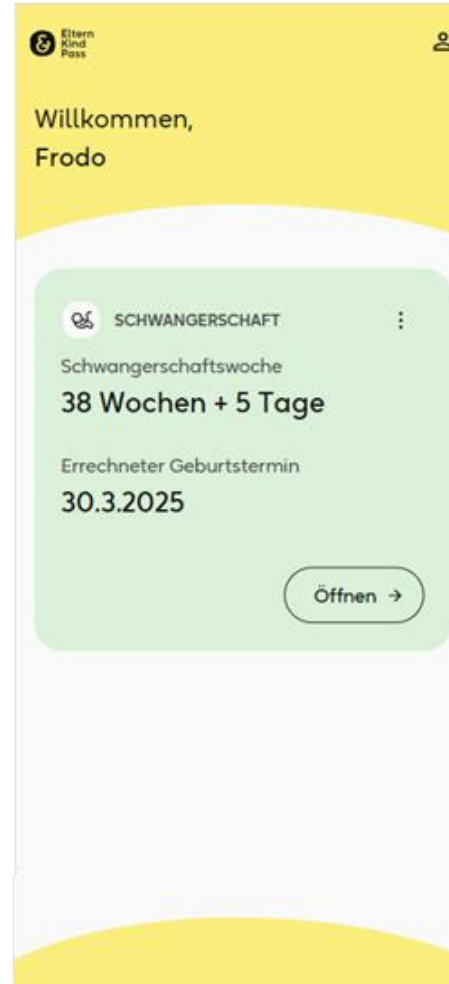 Eltern
Kind
Pass
Willkommen,
Frodo
SCHWANGERSCHAFT
Schwangerschaftswoche
38 Wochen + 5 Tage
Errechneter Geburtstermin
30.3.2025
Öffnen →